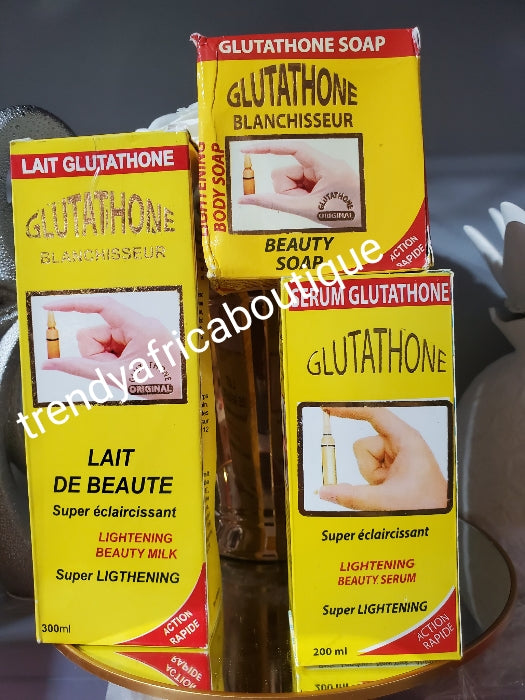 GLUTATHONE SOAP
GLUTATHONE
BLANCHISSEUR
LIGHTENING
BODY SOAP
GLUTATHONE
ORIGINAL
BEAUTY
SOAP
ACTION
RAPIDE
LAIT GLUTATHONE
GLUTATHONE
BLANCHISSEUR
GLUTATHONE
ORIGINAL
LAIT
DE BEAUTE
Super éclaircissant
LIGHTENING
BEAUTY MILK
Super LIGTHENING
300ml
ACTION
RAPIDE
SERUM GLUTATHONE
GLUTATHONE
Super éclaircissant
LIGHTENING
BEAUTY SERUM
Super LIGHTENING
200 ml
ACTION
RAPIDE
trendyafricaboutique